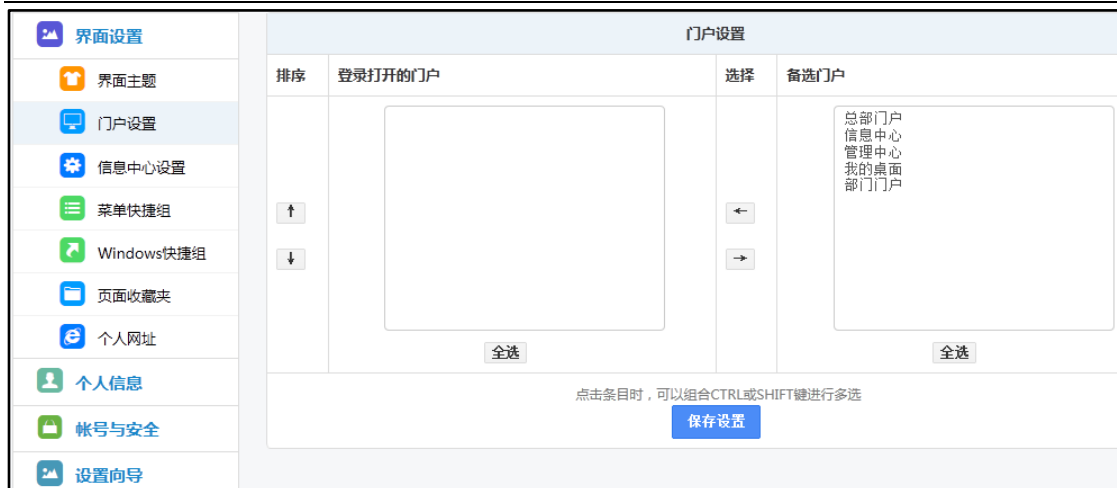 界面设置
界面主题
门户设置
信息中心设置
菜单快捷组
Windows快捷组
页面收藏夹
个人网址
个人信息
帐号与安全
设置向导
门户设置
排序 登录打开的门户 选择 备选门户
总部门户
信息中心
管理中心
我的桌面
部门门户
全选 全选
点击条目时，可以组合CTRL或SHIFT键进行多选
保存设置